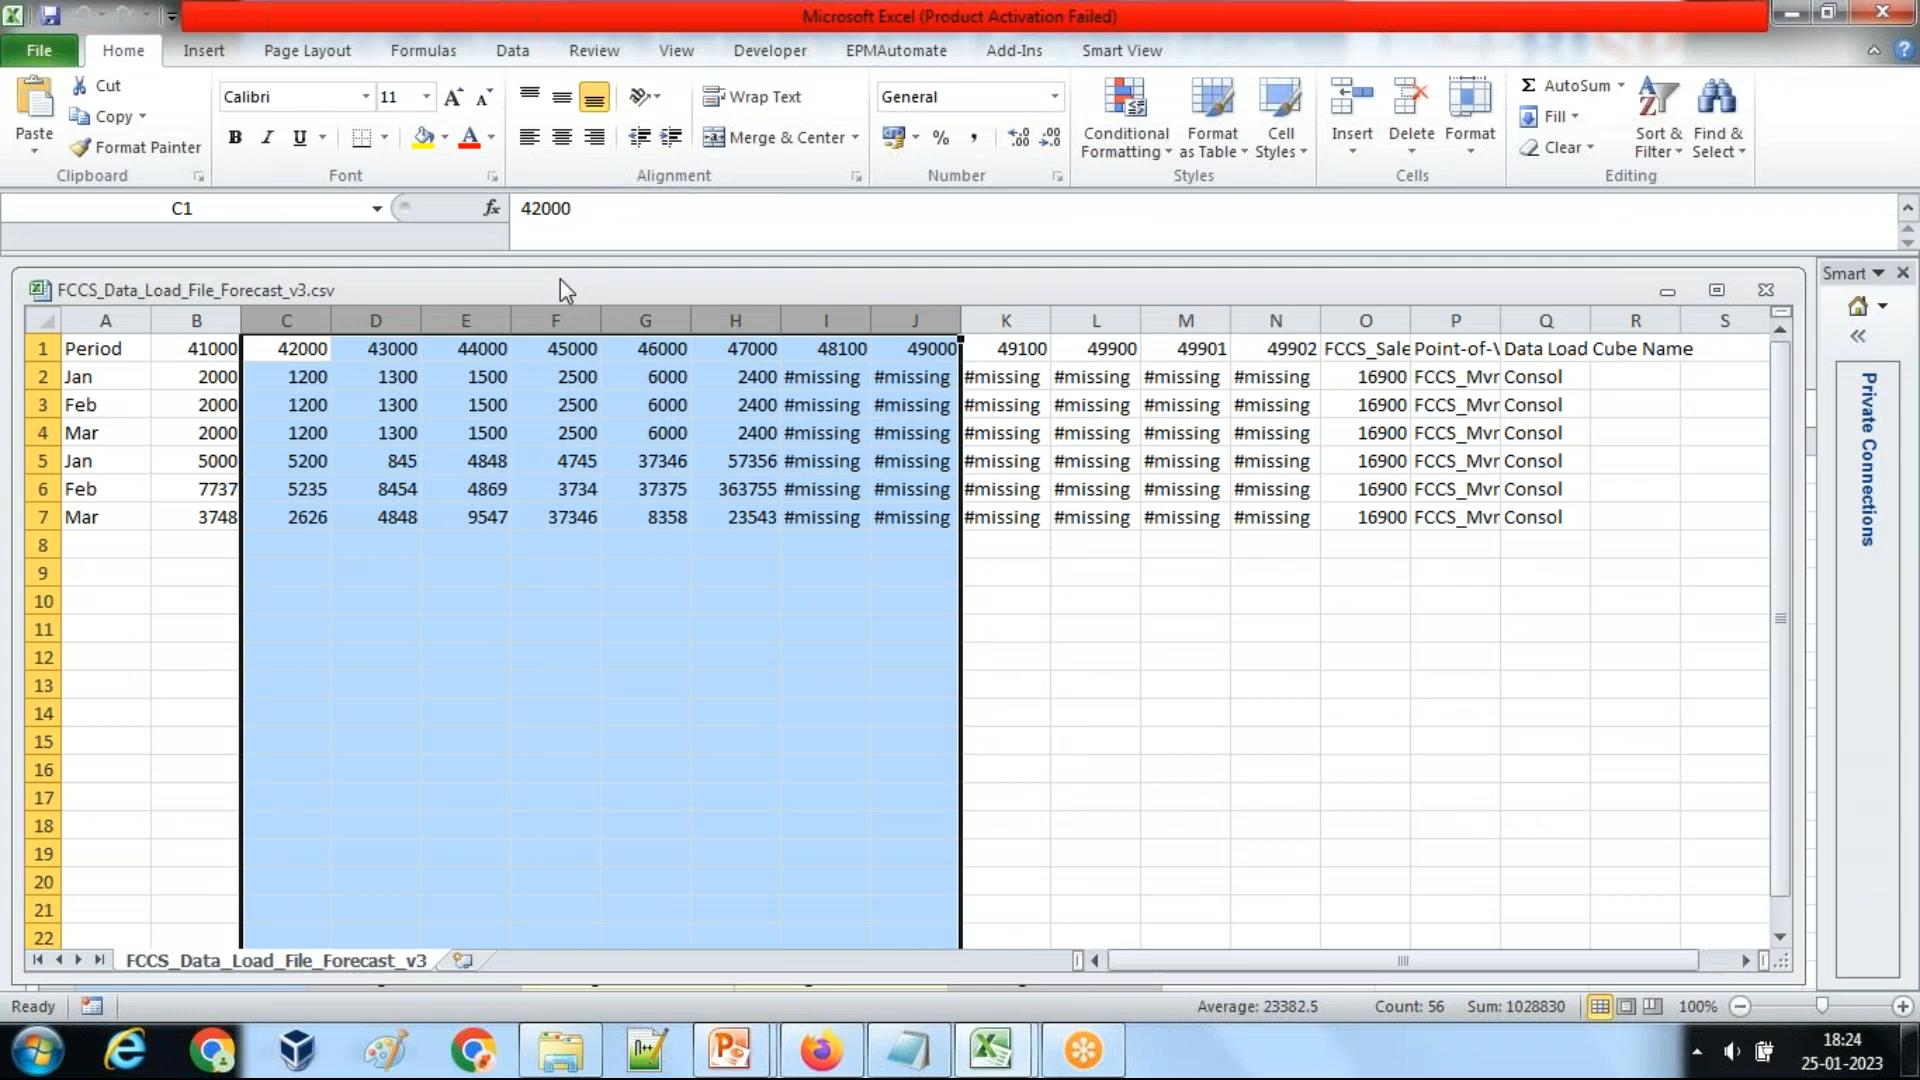 Microsoft Excel (Product Activation Failed)
File Home Insert Page Layout Formulas Data Review View Developer EPMAutomate Add-Ins Smart View
Paste
Cut
Copy
Format Painter
Clipboard
Calibri 11
B I U A
Font
Wrap Text
Merge & Center
Alignment
General
%
Number
Conditional Formatting
Format as Table
Cell Styles
Styles
Insert Delete Format
Cells
Σ AutoSum
Fill
Clear
Sort & Filter
Find & Select
Editing
C1 fx 42000
FCCS_Data_Load_File_Forecast_v3.csv
Smart
Private Connections
A B C D E F G H I J K L M N O P Q R S
1 Period 41000 42000 43000 44000 45000 46000 47000 48100 49000 49100 49900 49901 49902 FCCS_Sale Point-of-V Data Load Cube Name
2 Jan 2000 1200 1300 1500 2500 6000 2400 #missing #missing #missing #missing #missing #missing 16900 FCCS_Mvr Consol
3 Feb 2000 1200 1300 1500 2500 6000 2400 #missing #missing #missing #missing #missing #missing 16900 FCCS_Mvr Consol
4 Mar 2000 1200 1300 1500 2500 6000 2400 #missing #missing #missing #missing #missing #missing 16900 FCCS_Mvr Consol
5 Jan 5000 5200 845 4848 4745 37346 57356 #missing #missing #missing #missing #missing #missing 16900 FCCS_Mvr Consol
6 Feb 7737 5235 8454 4869 3734 37375 363755 #missing #missing #missing #missing #missing #missing 16900 FCCS_Mvr Consol
7 Mar 3748 2626 4848 9547 37346 8358 23543 #missing #missing #missing #missing #missing #missing 16900 FCCS_Mvr Consol
8
9
10
11
12
13
14
15
16
17
18
19
20
21
22
FCCS_Data_Load_File_Forecast_v3
Ready Average: 23382.5 Count: 56 Sum: 1028830 100%
18:24
25-01-2023